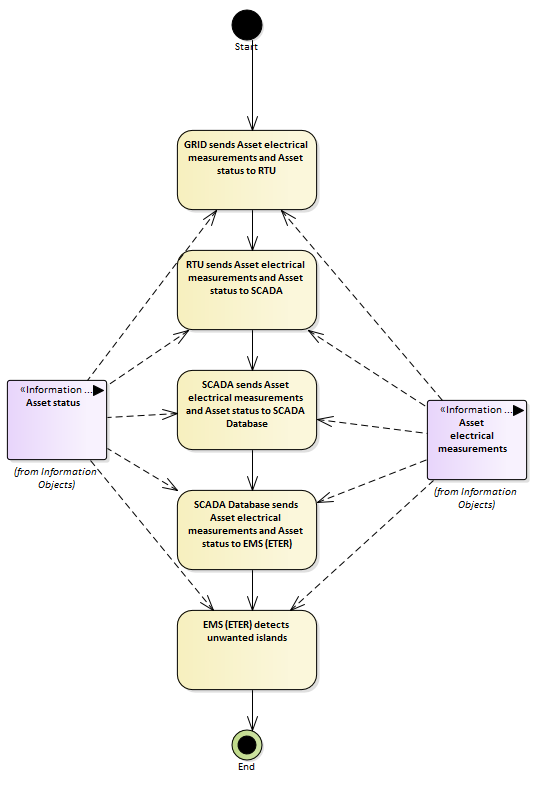 Start
GRID sends Asset electrical
measurements and Asset
status to RTU
RTU sends Asset electrical
measurements and Asset
status to SCADA
SCADA sends Asset
electrical measurements
and Asset status to SCADA
Database
SCADA Database sends
Asset electrical
measurements and Asset
status to EMS (ETER)
EMS (ETER) detects
unwanted islands
End
«Information ...
Asset status
(from Information
Objects)
«Information ...
Asset
electrical
measurements
(from Information
Objects)